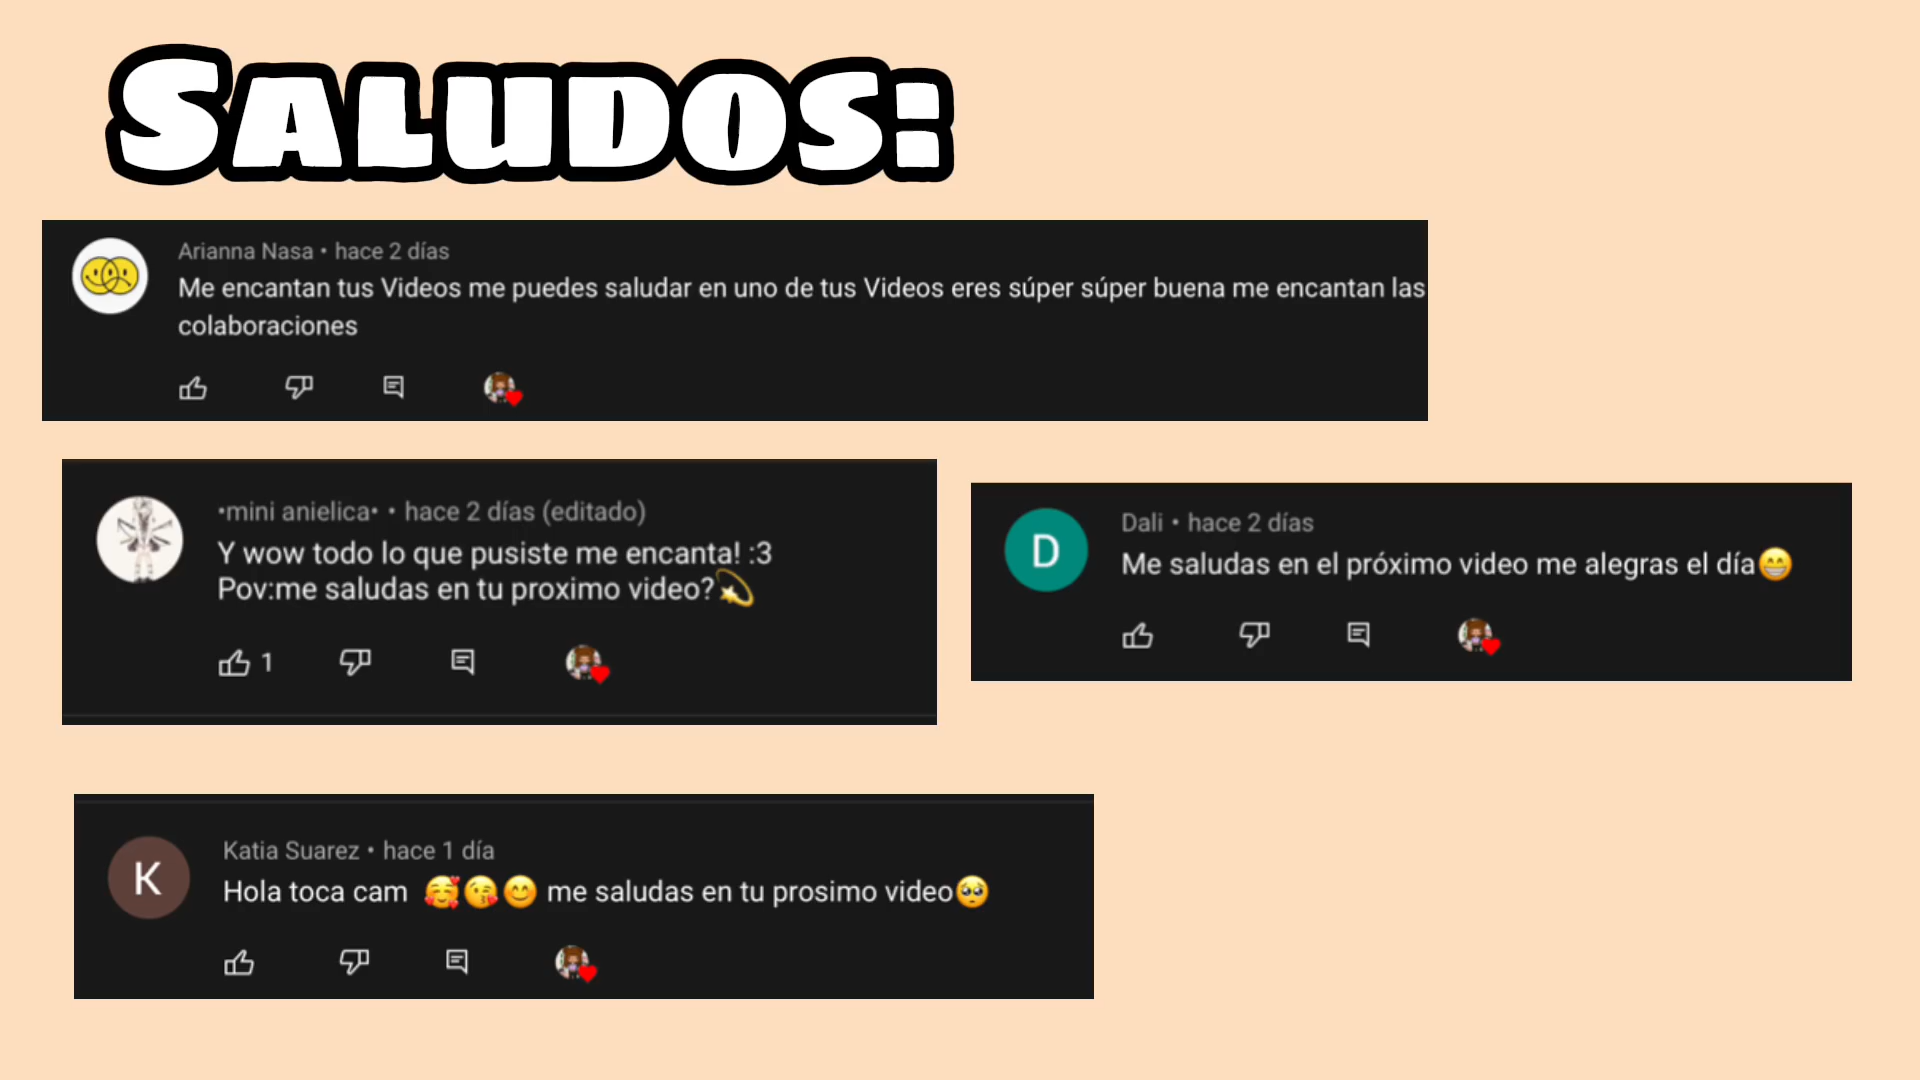 SALUDOS:
Arianna Nasa • hace 2 días
Me encantan tus Videos me puedes saludar en uno de tus Videos eres súper súper buena me encantan las
colaboraciones
•mini anielica• • hace 2 días (editado)
Y wow todo lo que pusiste me encanta! :3
Pov:me saludas en tu proximo video?💫
1
D
Dali • hace 2 días
Me saludas en el próximo video me alegras el día😁
K
Katia Suarez • hace 1 día
Hola toca cam 🥰😘😊 me saludas en tu prosimo video🥺